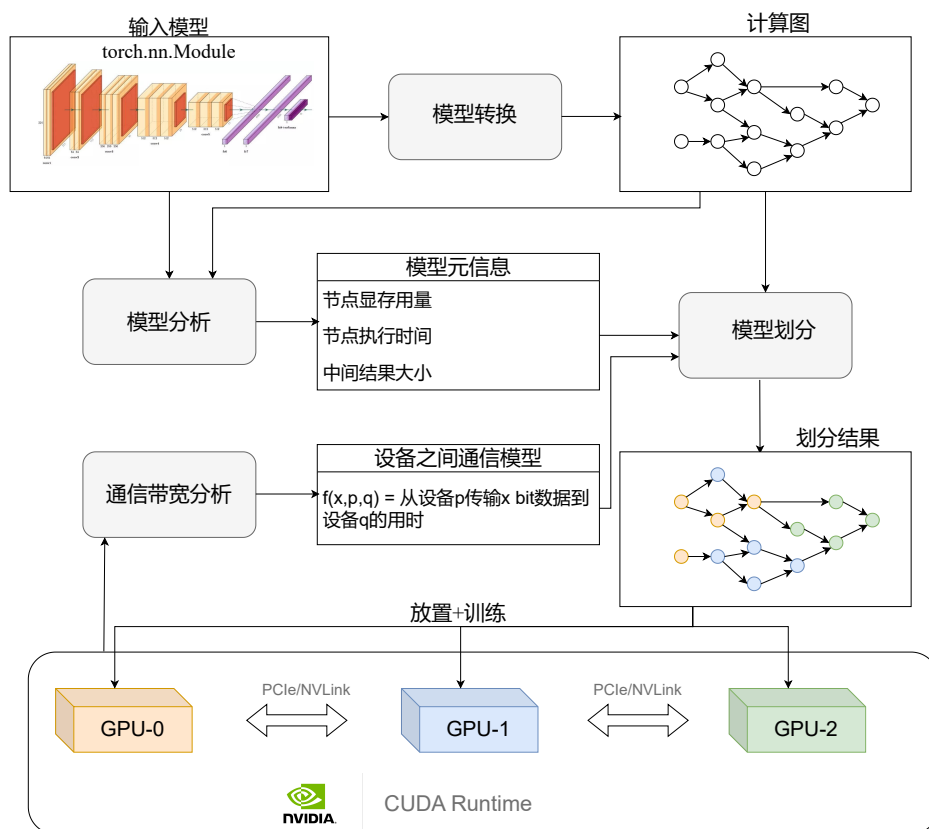 输入模型
torch.nn.Module
计算图
模型转换
模型元信息
节点显存用量
节点执行时间
中间结果大小
模型分析
模型划分
划分结果
设备之间通信模型
f(x,p,q) = 从设备p传输x bit数据到
设备q的用时
通信带宽分析
放置+训练
PCIe/NVLink
PCIe/NVLink
GPU-0
GPU-1
GPU-2
NVIDIA.
CUDA Runtime